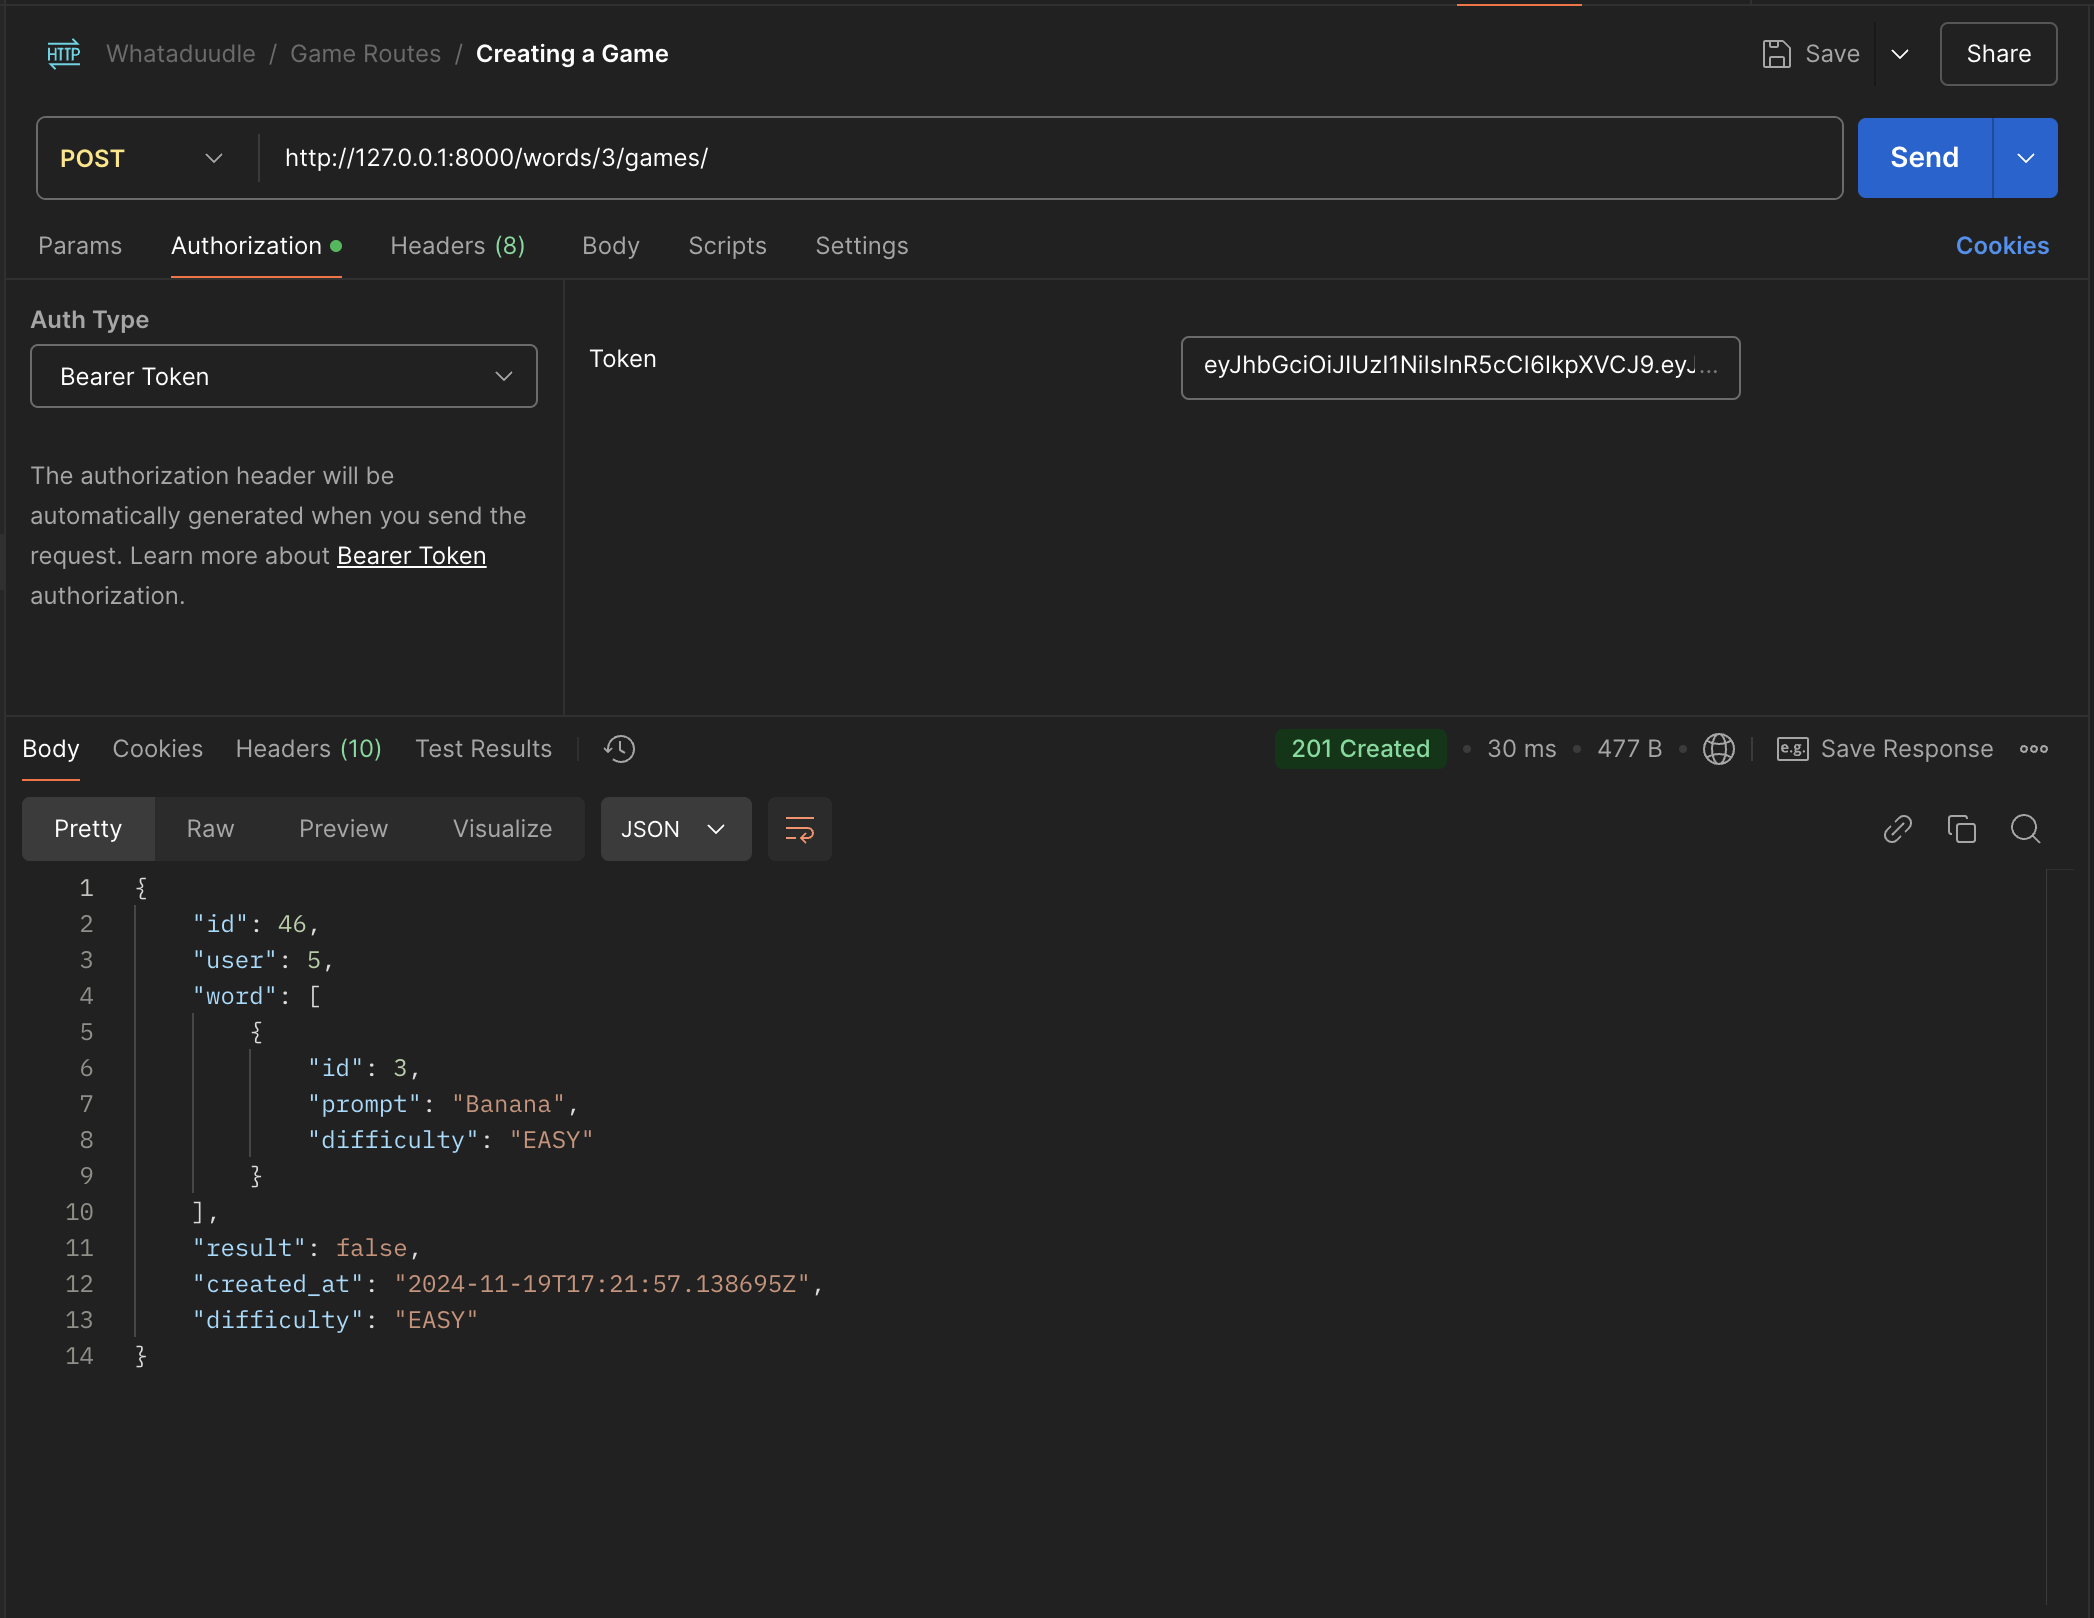 HTTP Whataduudle / Game Routes / Creating a Game Save Share
POST http://127.0.0.1:8000/words/3/games/ Send
Params Authorization Headers (8) Body Scripts Settings Cookies
Auth Type
Bearer Token
Token eyJhbGciOiJIUzI1NiIsInR5cCI6IkpXVCJ9.eyJ...
The authorization header will be
automatically generated when you send the
request. Learn more about Bearer Token
authorization.
Body Cookies Headers (10) Test Results 201 Created • 30 ms • 477 B • e.g. Save Response
Pretty Raw Preview Visualize JSON
1 {
2 "id": 46,
3 "user": 5,
4 "word": [
5 {
6 "id": 3,
7 "prompt": "Banana",
8 "difficulty": "EASY"
9 }
10 ],
11 "result": false,
12 "created_at": "2024-11-19T17:21:57.138695Z",
13 "difficulty": "EASY"
14 }